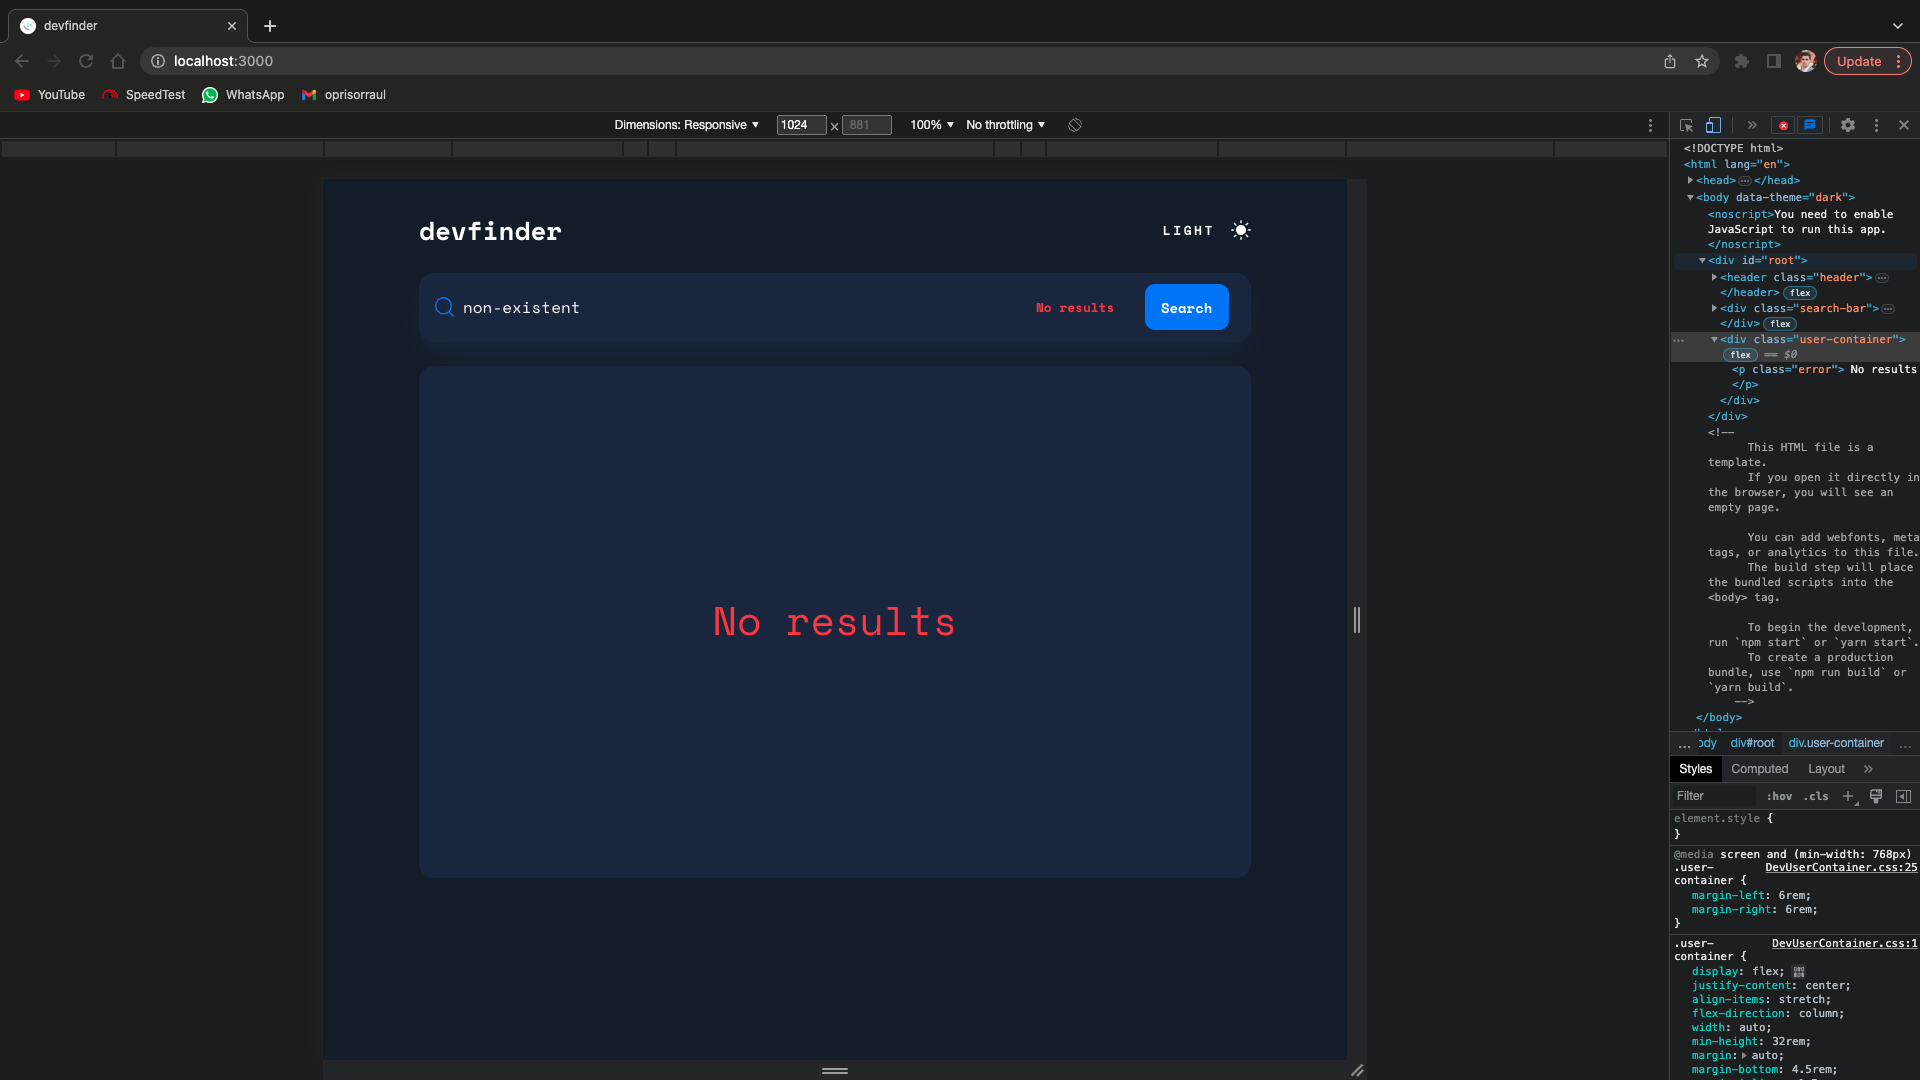 devfinder
localhost:3000
Update
YouTube
SpeedTest
WhatsApp
oprisorraul
Dimensions: Responsive
1024
×
881
100%
No throttling
devfinder
LIGHT
non-existent
No results
Search
No results
<!DOCTYPE html>
<html lang="en">
<head>…</head>
<body data-theme="dark">
<noscript>You need to enable
JavaScript to run this app.
</noscript>
<div id="root">
<header class="header">…
</header> flex
<div class="search-bar">…
</div> flex
… <div class="user-container">
flex == $0
<p class="error"> No results
</p>
</div>
</div>
<!--
This HTML file is a
template.
If you open it directly in
the browser, you will see an
empty page.
You can add webfonts, meta
tags, or analytics to this file.
The build step will place
the bundled scripts into the
<body> tag.
To begin the development,
run `npm start` or `yarn start`.
To create a production
bundle, use `npm run build` or
`yarn build`.
-->
</body>
… ody div#root div.user-container …
Styles Computed Layout »
Filter :hov .cls +
element.style {
}
@media screen and (min-width: 768px)
.user- DevUserContainer.css:25
container {
margin-left: 6rem;
margin-right: 6rem;
}
.user- DevUserContainer.css:1
container {
display: flex;
justify-content: center;
align-items: stretch;
flex-direction: column;
width: auto;
min-height: 32rem;
margin: auto;
margin-bottom: 4.5rem;